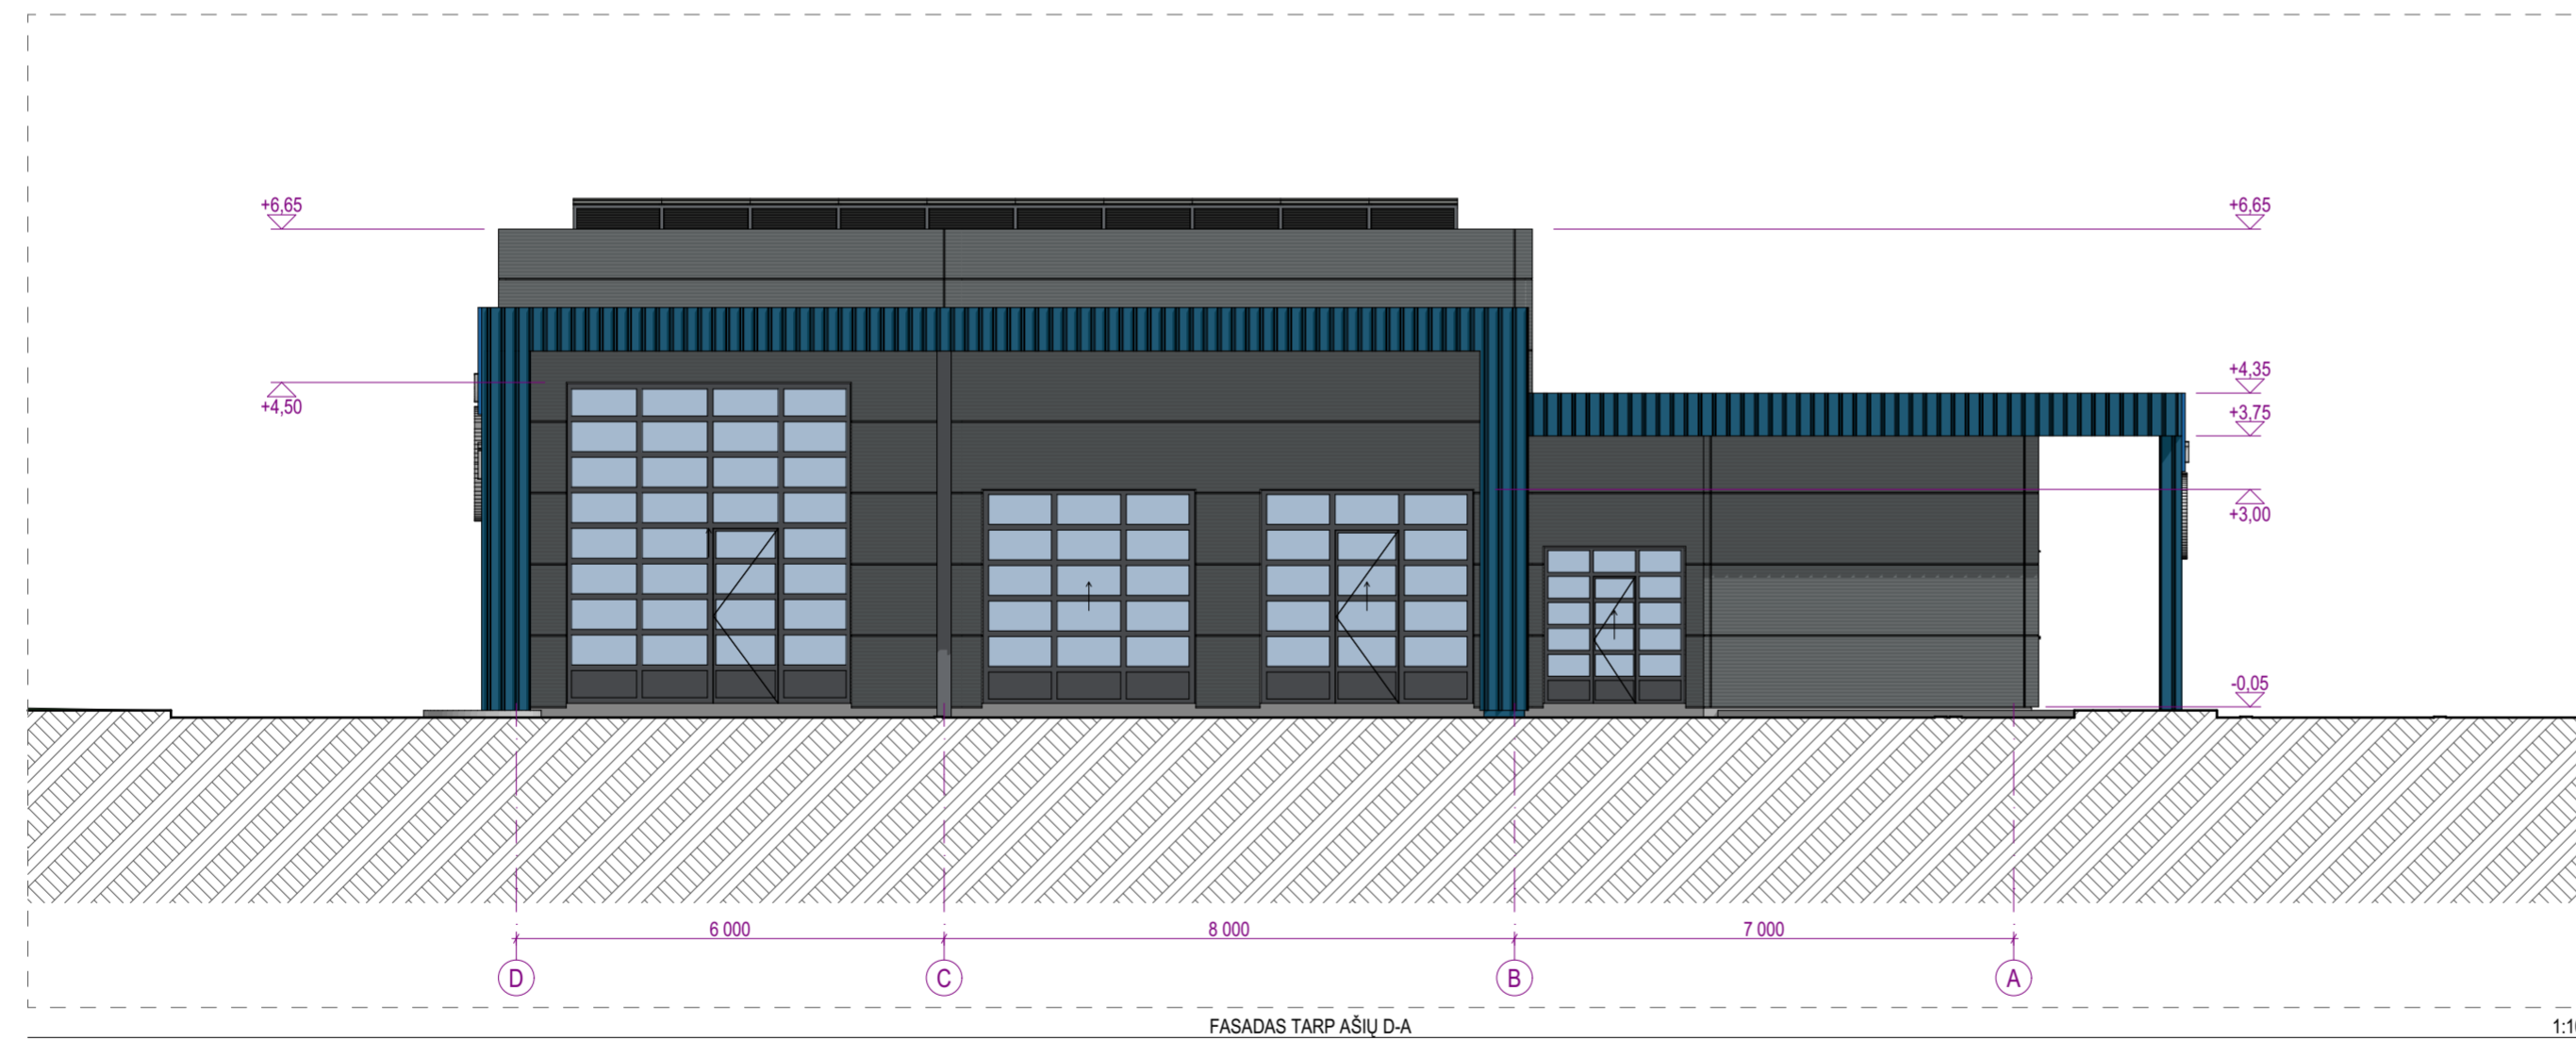 +6,65
+6,65
+4,50
+4,35
+3,75
+3,00
-0,05
6 000
8 000
7 000
D
C
B
A
FASADAS TARP AŠIŲ D-A